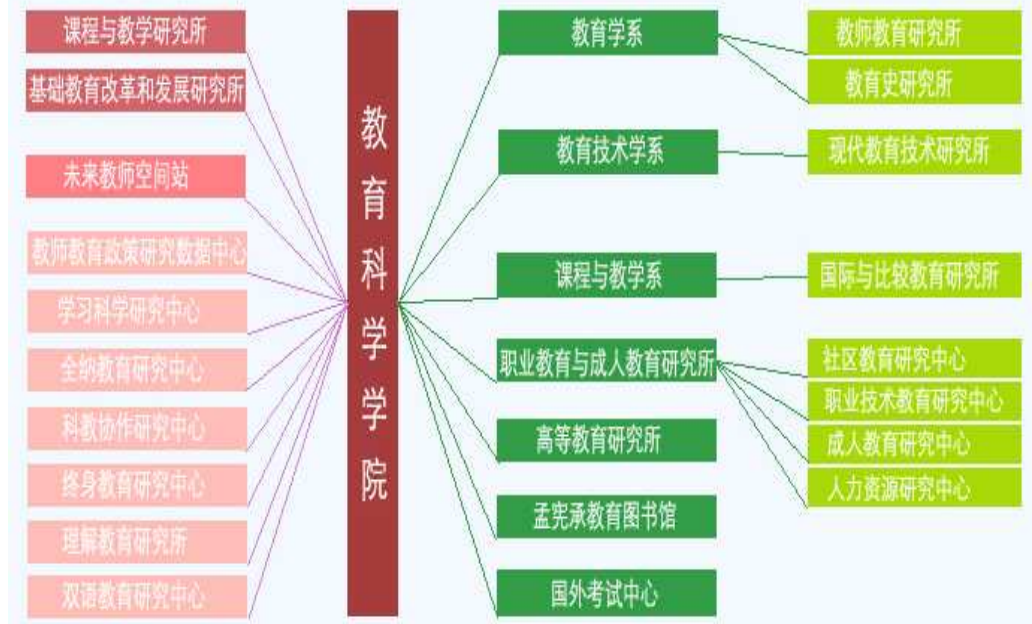 课程与教学研究所
基础教育改革和发展研究所
未来教师空间站
教师教育政策研究数据中心
学习科学研究中心
全纳教育研究中心
科教协作研究中心
终身教育研究中心
理解教育研究所
双语教育研究中心
教育科学学院
教育学系
教育技术学系
课程与教学系
职业教育与成人教育研究所
高等教育研究所
孟宪承教育图书馆
国外考试中心
教师教育研究所
教育史研究所
现代教育技术研究所
国际与比较教育研究所
社区教育研究中心
职业技术教育研究中心
成人教育研究中心
人力资源研究中心